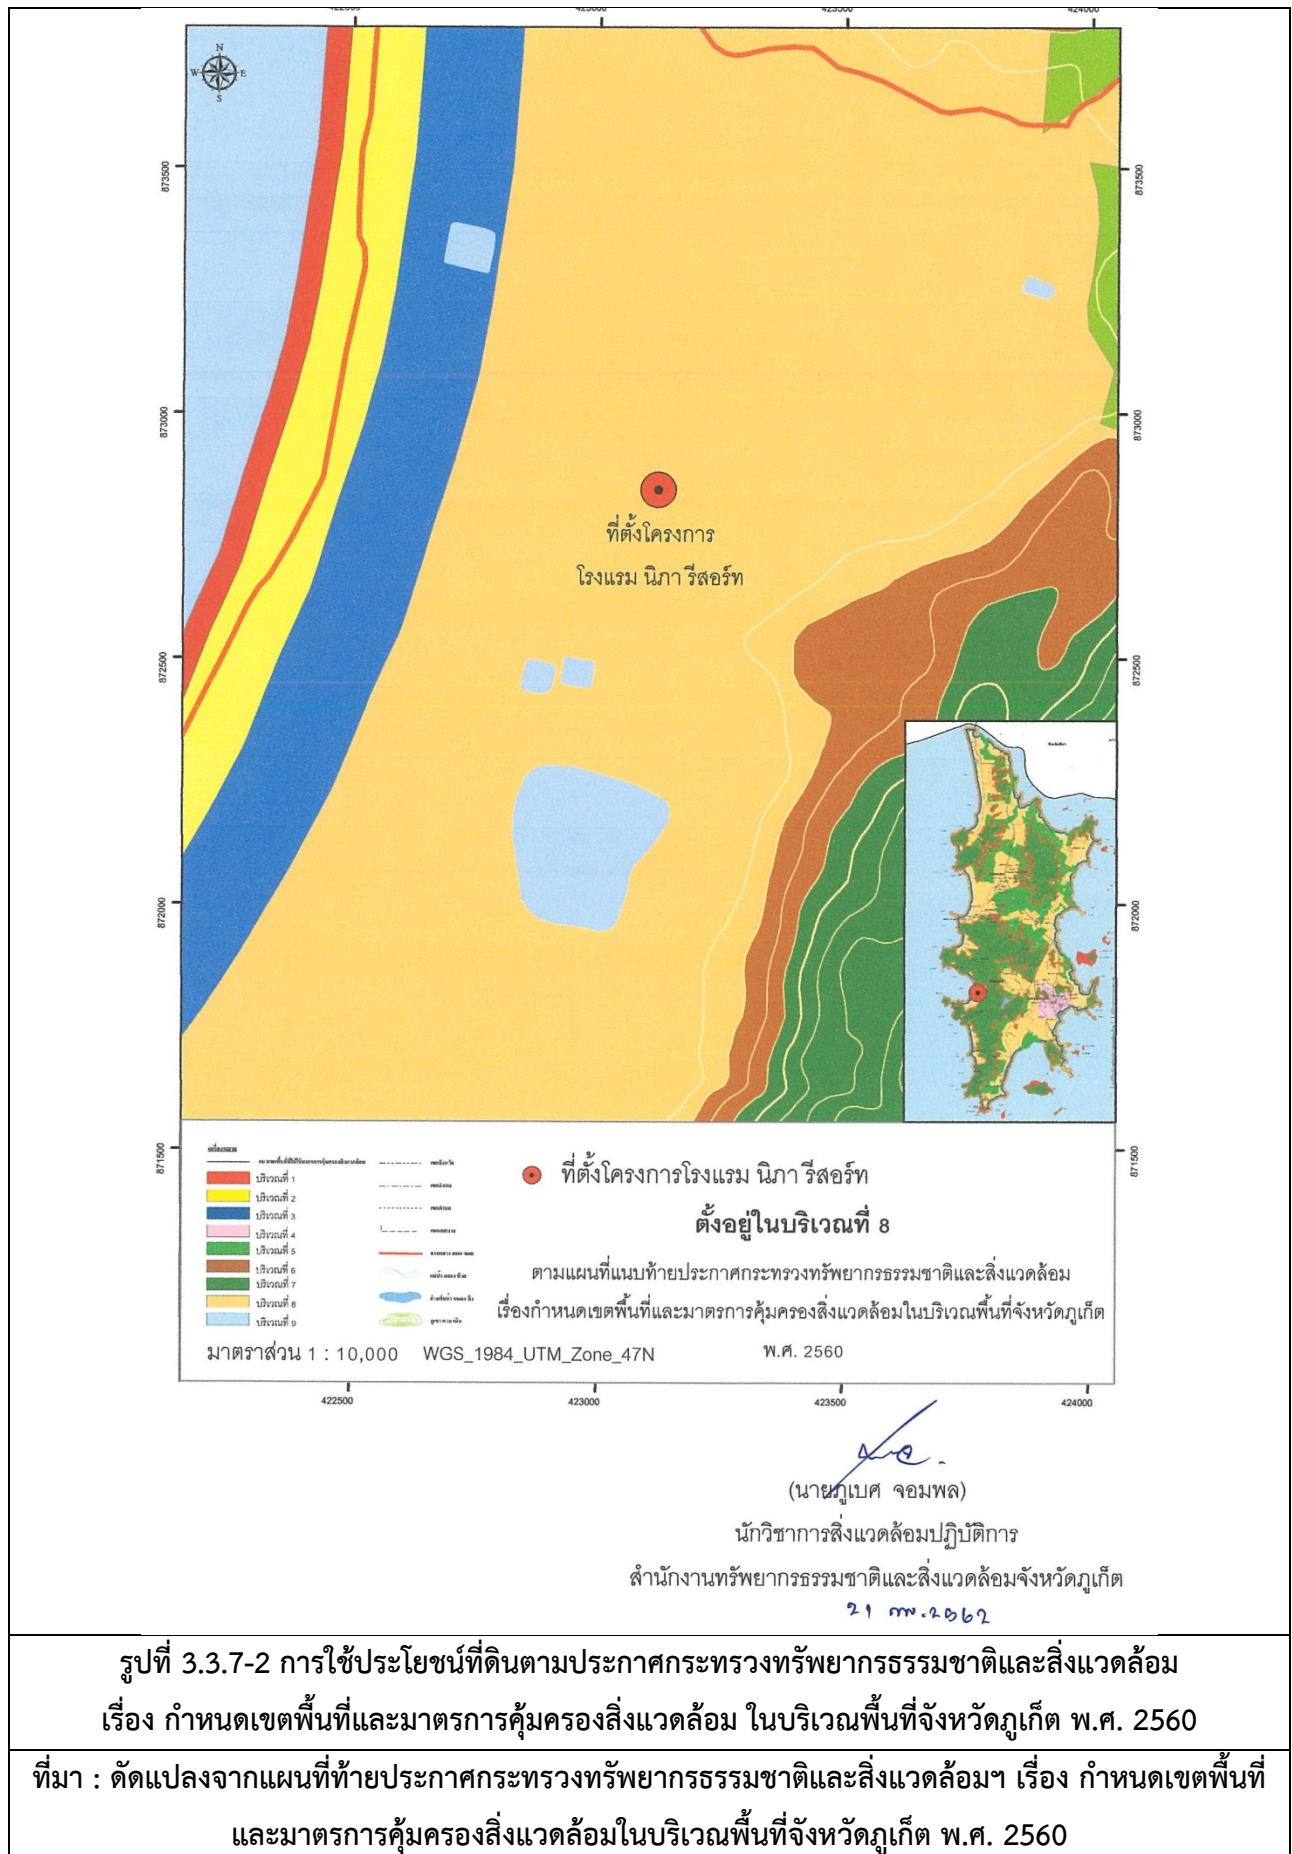 422500 423000 423500 424000
N
W E
S
873500 873500
873000 873000
ที่ตั้งโครงการ
โรงแรม นิภา รีสอร์ท
872500 872500
872000 872000
871500 871500
บริเวณที่ 1
บริเวณที่ 2
บริเวณที่ 3
บริเวณที่ 4
บริเวณที่ 5
บริเวณที่ 6
บริเวณที่ 7
บริเวณที่ 8
บริเวณที่ 9
ที่ตั้งโครงการโรงแรม นิภา รีสอร์ท
ตั้งอยู่ในบริเวณที่ 8
ตามแผนที่แนบท้ายประกาศกระทรวงทรัพยากรธรรมชาติและสิ่งแวดล้อม
เรื่องกำหนดเขตพื้นที่และมาตรการคุ้มครองสิ่งแวดล้อมในบริเวณพื้นที่จังหวัดภูเก็ต
พ.ศ. 2560
มาตราส่วน 1 : 10,000 WGS_1984_UTM_Zone_47N
422500 423000 423500 424000
(นายภูเบศ จอมพล)
นักวิชาการสิ่งแวดล้อมปฏิบัติการ
สำนักงานทรัพยากรธรรมชาติและสิ่งแวดล้อมจังหวัดภูเก็ต
21 กพ.2562
รูปที่ 3.3.7-2 การใช้ประโยชน์ที่ดินตามประกาศกระทรวงทรัพยากรธรรมชาติและสิ่งแวดล้อม
เรื่อง กำหนดเขตพื้นที่และมาตรการคุ้มครองสิ่งแวดล้อม ในบริเวณพื้นที่จังหวัดภูเก็ต พ.ศ. 2560
ที่มา : ดัดแปลงจากแผนที่ท้ายประกาศกระทรวงทรัพยากรธรรมชาติและสิ่งแวดล้อมฯ เรื่อง กำหนดเขตพื้นที่
และมาตรการคุ้มครองสิ่งแวดล้อมในบริเวณพื้นที่จังหวัดภูเก็ต พ.ศ. 2560